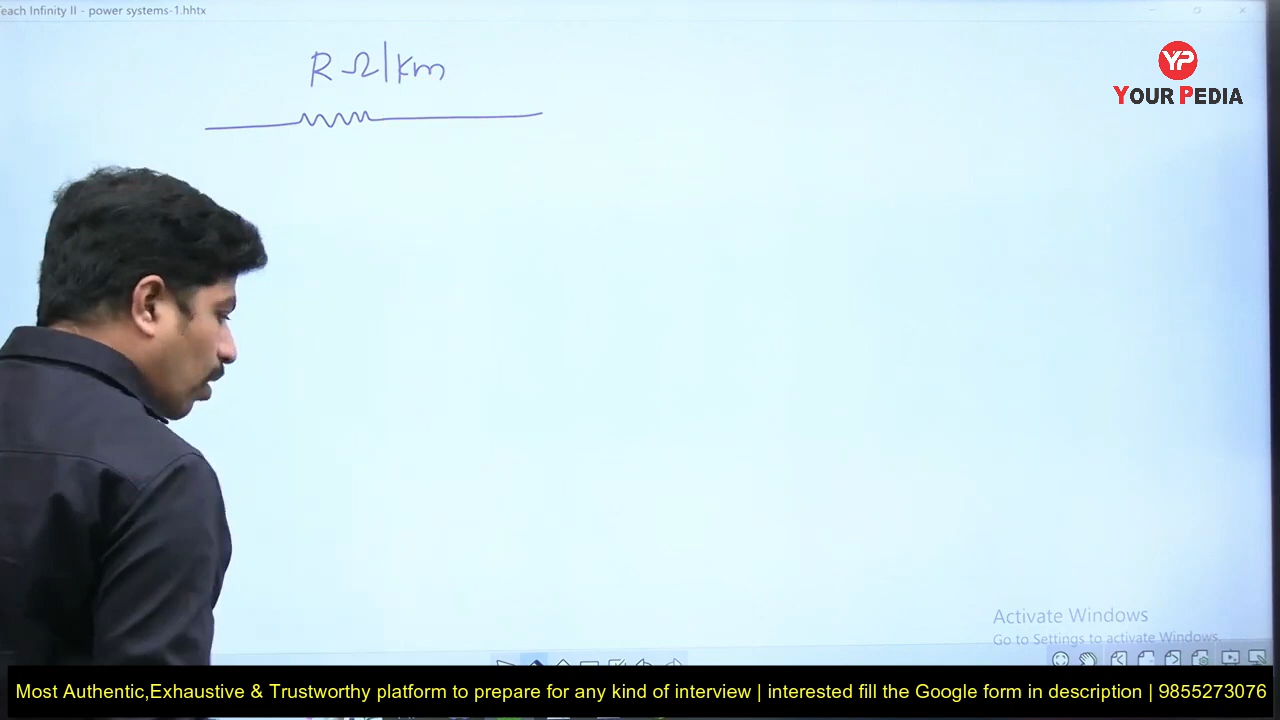 each Infinity II - power systems-1.hhtx
R Ω/km
YP
YOUR PEDIA
Activate Windows
Go to Settings to activate Windows.
Most Authentic,Exhaustive & Trustworthy platform to prepare for any kind of interview | interested fill the Google form in description | 9855273076